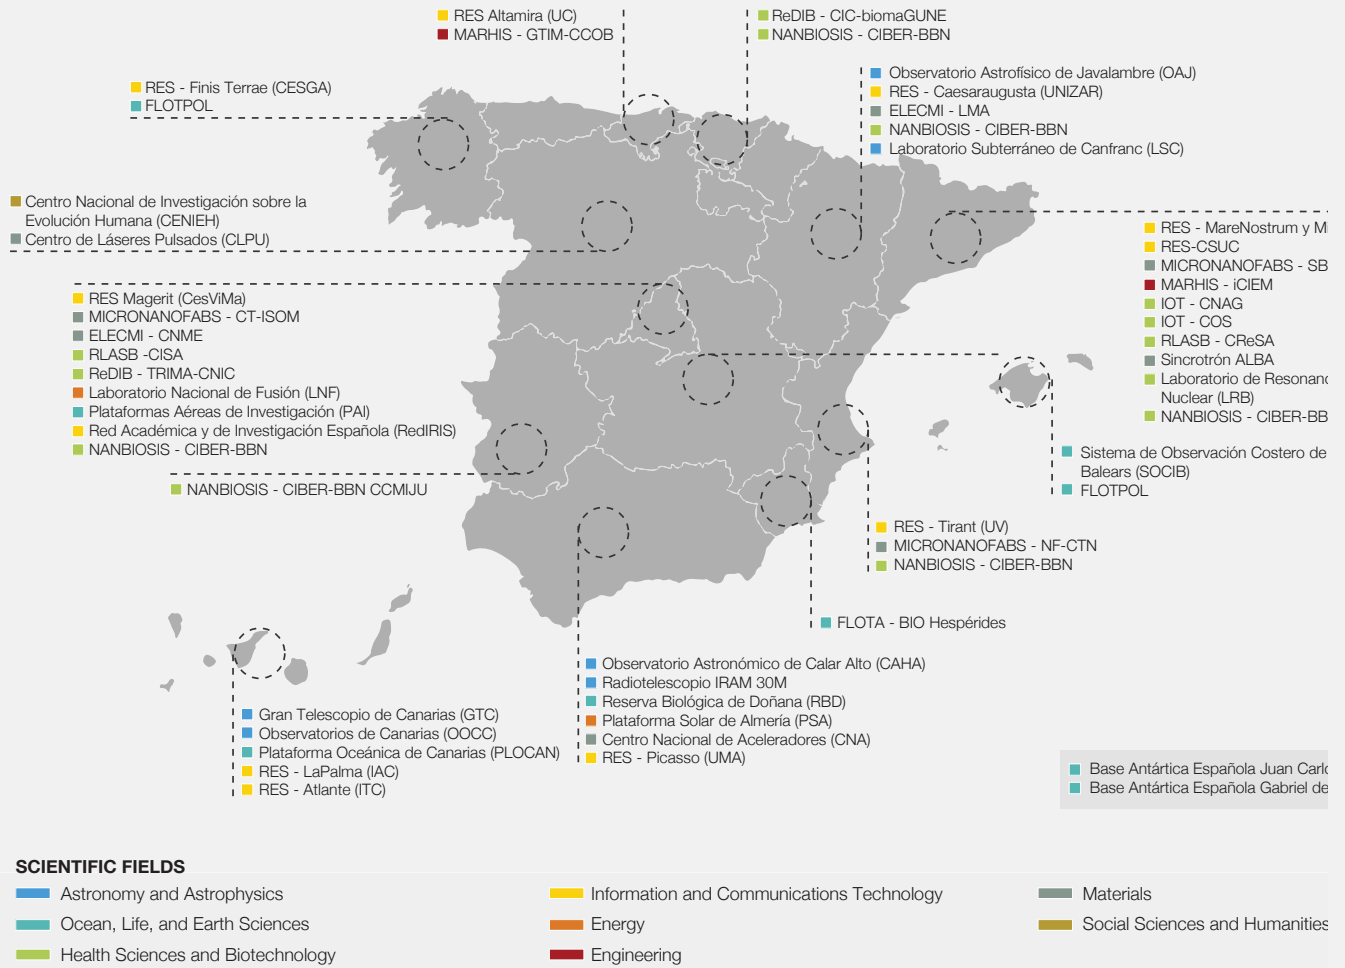 RES Altamira (UC)
MARHIS - GTIM-CCOB
ReDIB - CIC-biomaGUNE
NANBIOSIS - CIBER-BBN
RES - Finis Terrae (CESGA)
FLOTPOL
Observatorio Astrofísico de Javalambre (OAJ)
RES - Caesaraugusta (UNIZAR)
ELECMI - LMA
NANBIOSIS - CIBER-BBN
Laboratorio Subterráneo de Canfranc (LSC)
Centro Nacional de Investigación sobre la
Evolución Humana (CENIEH)
Centro de Láseres Pulsados (CLPU)
RES - MareNostrum y
RES-CSUC
MICRONANOFABS - SB
MARHIS - iCIEM
IOT - CNAG
IOT - COS
RLASB - CReSA
Sincrotrón ALBA
Laboratorio de
Nuclear (LRB)
NANBIOSIS -
RES Magerit (CesViMa)
MICRONANOFABS - CT-ISOM
ELECMI - CNME
RLASB -CISA
ReDIB - TRIMA-CNIC
Laboratorio Nacional de Fusión (LNF)
Plataformas Aéreas de Investigación (PAI)
Red Académica y de Investigación Española (RedIRIS)
NANBIOSIS - CIBER-BBN
NANBIOSIS - CIBER-BBN CCMIJU
Sistema de Observación Costero de
Balears (SOCIB)
FLOTPOL
RES - Tirant (UV)
MICRONANOFABS - NF-CTN
NANBIOSIS - CIBER-BBN
FLOTA - BIO Hespérides
Observatorio Astronómico de Calar Alto (CAHA)
Radiotelescopio IRAM 30M
Reserva Biológica de Doñana (RBD)
Plataforma Solar de Almería (PSA)
Centro Nacional de Aceleradores (CNA)
RES - Picasso (UMA)
Gran Telescopio de Canarias (GTC)
Observatorios de Canarias (OOCC)
Plataforma Oceánica de Canarias (PLOCAN)
RES - LaPalma (IAC)
RES - Atlante (ITC)
Base Antártica Española Juan
Base Antártica Española Gabriel de
SCIENTIFIC FIELDS
Astronomy and Astrophysics
Ocean, Life, and Earth Sciences
Health Sciences and Biotechnology
Information and Communications Technology
Energy
Engineering
Materials
Social Sciences and Humanities